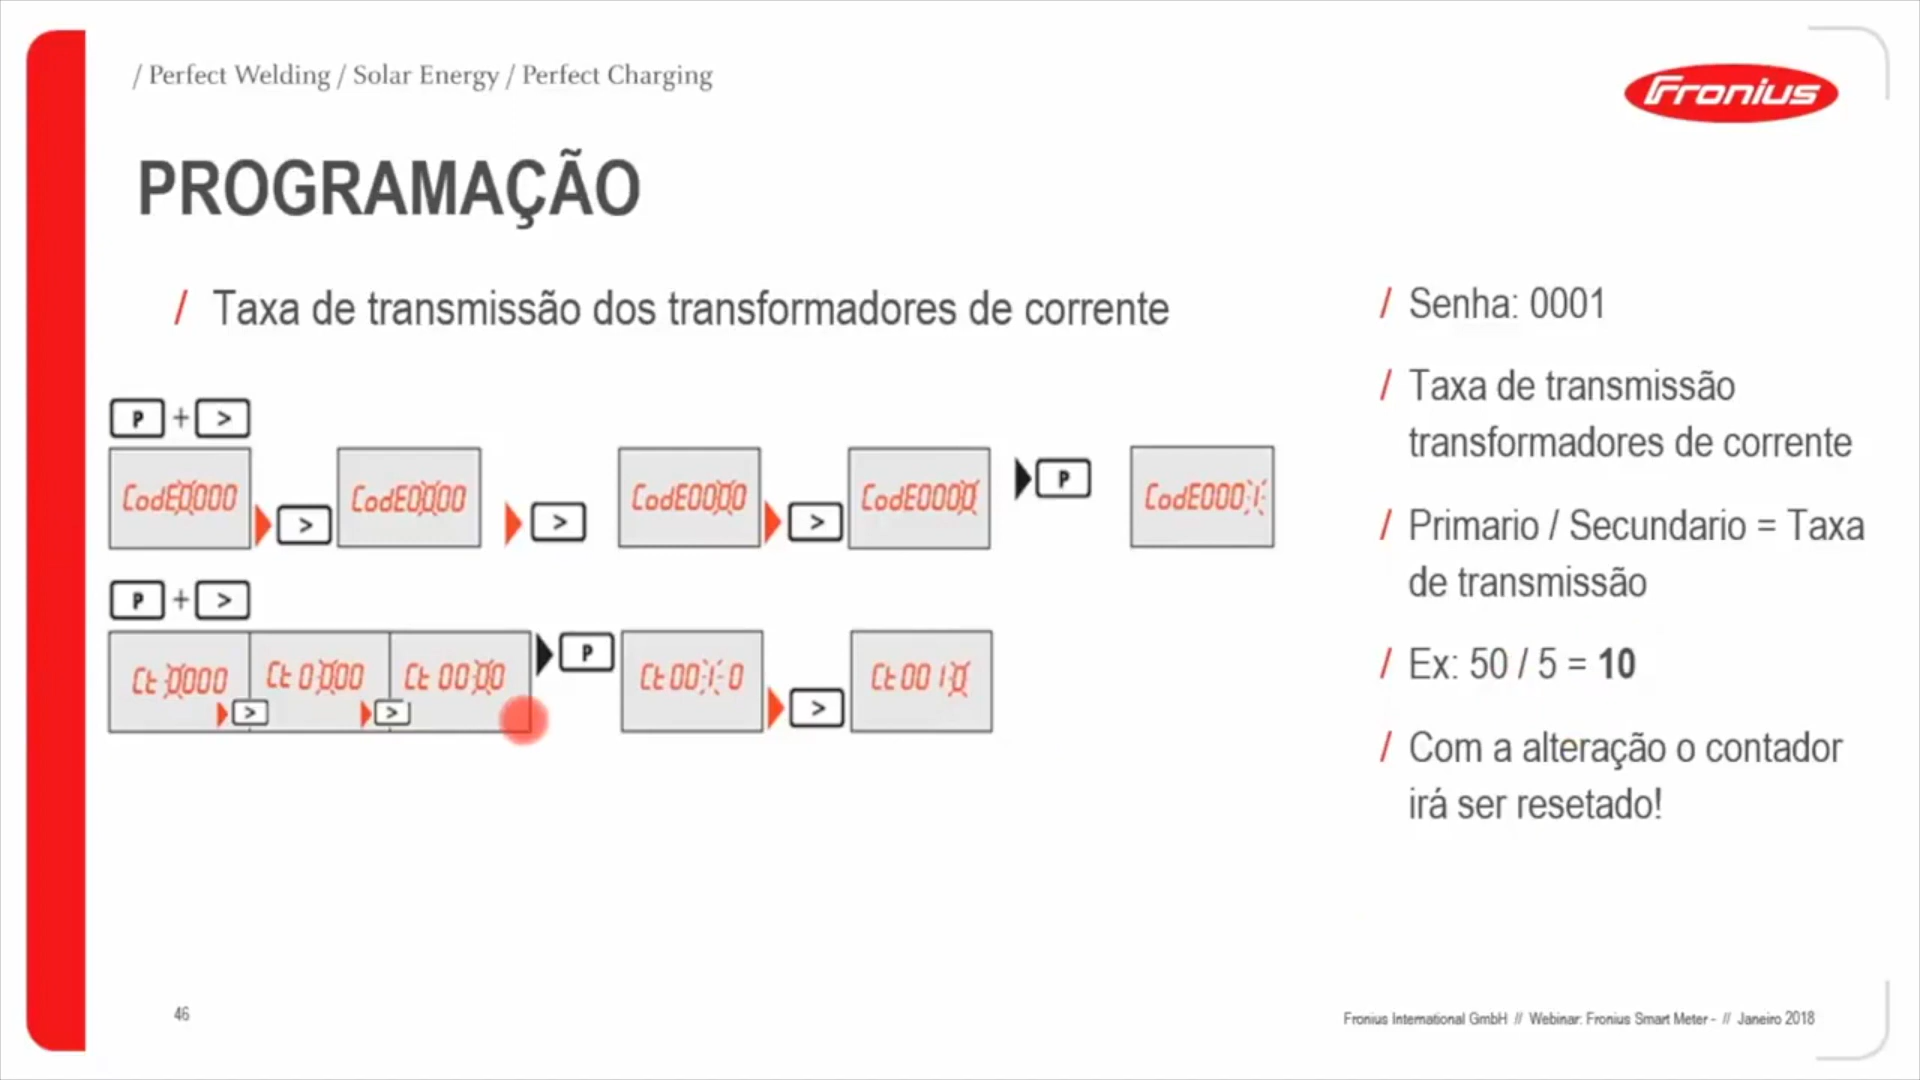 / Perfect Welding / Solar Energy / Perfect Charging
Fronius
PROGRAMAÇÃO
/ Taxa de transmissão dos transformadores de corrente
P + >
CodE0000 > CodE0000 > CodE0000 > CodE0000 P CodE0001
P + >
Ct 0000 > Ct 0000 > Ct 0000 P Ct 0010 > Ct 0010
/ Senha: 0001
/ Taxa de transmissão
transformadores de corrente
/ Primario / Secundario = Taxa
de transmissão
/ Ex: 50 / 5 = 10
/ Com a alteração o contador
irá ser resetado!
46
Fronius International GmbH // Webinar: Fronius Smart Meter - // Janeiro 2018